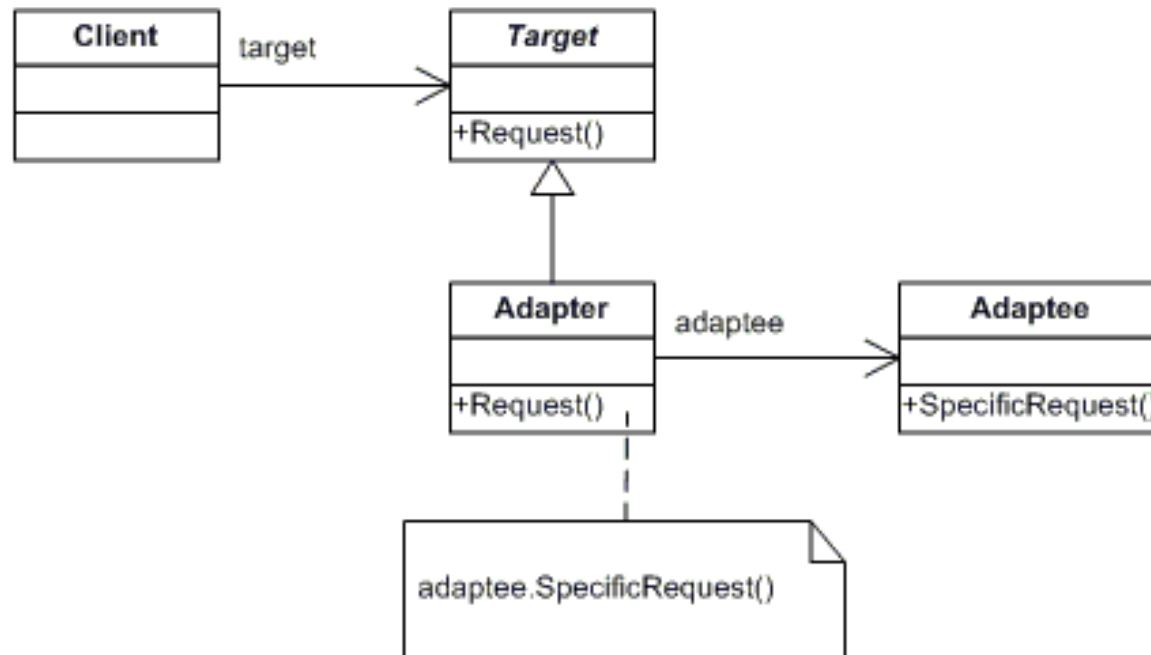 Client
target
Target
+Request()
Adapter
adaptee
Adaptee
+Request()
+SpecificRequest()
adaptee.SpecificRequest()